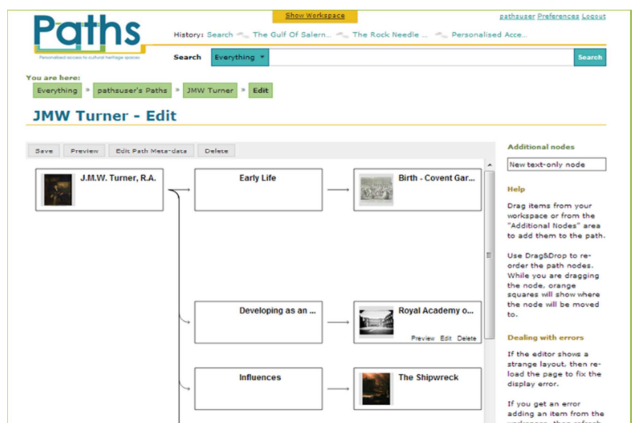 Show Workspace
pathsuser Preferences Logout
Paths
Personalised access to cultural heritage spaces
History: Search The Gulf Of Salern... The Rock Needle ... Personalised Acce...
Search Everything Search
You are here:
Everything » pathsuser's Paths » JMW Turner » Edit
JMW Turner - Edit
Save Preview Edit Path Meta-data Delete
J.M.W. Turner, R.A.
Early Life
Birth - Covent Gar...
Developing as an ...
Royal Academy o...
Preview Edit Delete
Influences
The Shipwreck
Additional nodes
New text-only node
Help
Drag items from your
workspace or from the
"Additional Nodes" area
to add them to the path.
Use Drag&Drop to re-
order the path nodes.
While you are dragging
the node, orange
squares will show where
the node will be moved
to.
Dealing with errors
If the editor shows a
strange layout, then re-
load the page to fix the
display error.
If you get an error
adding an item from the
workspace, then refresh